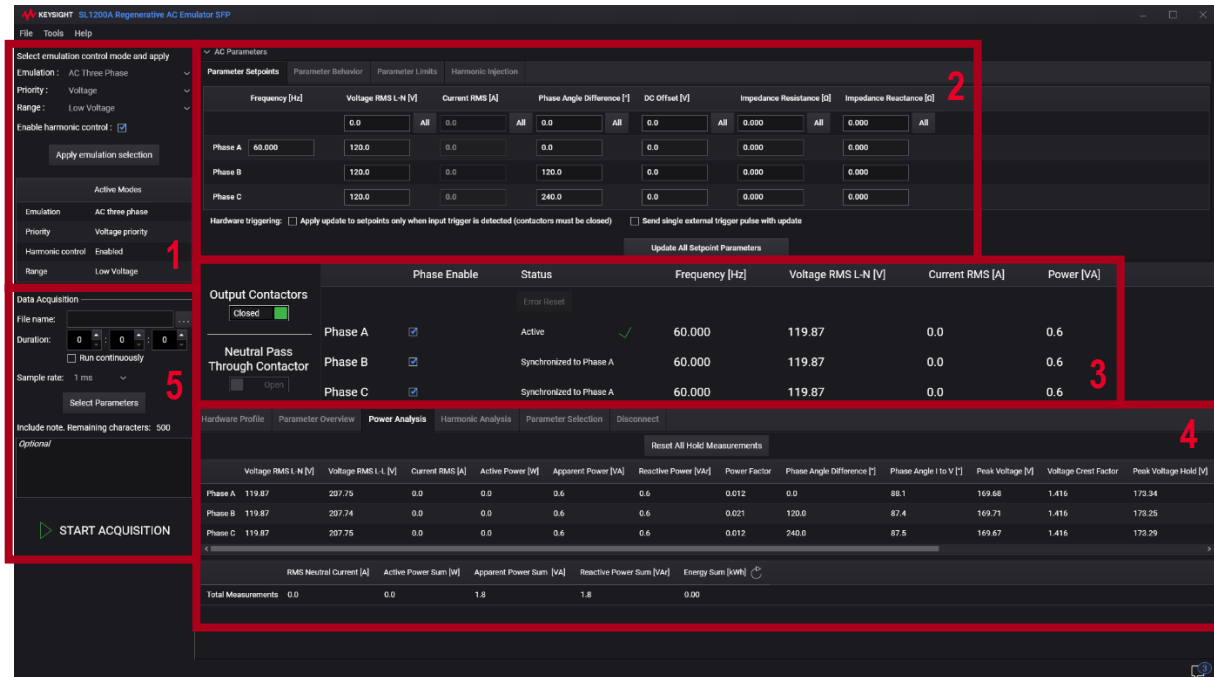 KEYSIGHT SL1200A Regenerative AC Emulator SFP
File Tools Help
Select emulation control mode and apply
Emulation : AC Three Phase
Priority : Voltage
Range : Low Voltage
Enable harmonic control :
Apply emulation selection
Active Modes
Emulation AC three phase
Priority Voltage priority
Harmonic control Enabled
Range Low Voltage
1
AC Parameters
Parameter Setpoints Parameter Behavior Parameter Limits Harmonic Injection
2
Frequency [Hz] Voltage RMS L-N [V] Current RMS [A] Phase Angle Difference [°] DC Offset [V] Impedance Resistance [Ω] Impedance Reactance [Ω]
0.0 All 0.0 All 0.0 All 0.0 All 0.000 All 0.000 All
Phase A 60.000 120.0 0.0 0.0 0.0 0.000 0.000
Phase B 120.0 0.0 120.0 0.0 0.000 0.000
Phase C 120.0 0.0 240.0 0.0 0.000 0.000
Hardware triggering: Apply update to setpoints only when input trigger is detected (contactors must be closed) Send single external trigger pulse with update
Update All Setpoint Parameters
Output Contactors
Closed
Neutral Pass
Through Contactor
Open
Phase Enable Status Frequency [Hz] Voltage RMS L-N [V] Current RMS [A] Power [VA]
Error Reset
Phase A Active 60.000 119.87 0.0 0.6
Phase B Synchronized to Phase A 60.000 119.87 0.0 0.6
Phase C Synchronized to Phase A 60.000 119.87 0.0 0.6
3
Data Acquisition
File name: ...
Duration: 0 : 0 : 0
Run continuously
Sample rate: 1 ms
Select Parameters
5
Include note. Remaining characters: 500
Optional
START ACQUISITION
Hardware Profile Parameter Overview Power Analysis Harmonic Analysis Parameter Selection Disconnect
4
Reset All Hold Measurements
Voltage RMS L-N [V] Voltage RMS L-L [V] Current RMS [A] Active Power [W] Apparent Power [VA] Reactive Power [VAr] Power Factor Phase Angle Difference [°] Phase Angle I to V [°] Peak Voltage [V] Voltage Crest Factor Peak Voltage Hold [V]
Phase A 119.87 207.75 0.0 0.0 0.6 0.6 0.012 0.0 88.1 169.68 1.416 173.34
Phase B 119.87 207.74 0.0 0.0 0.6 0.6 0.021 120.0 87.4 169.71 1.416 173.25
Phase C 119.87 207.75 0.0 0.0 0.6 0.6 0.012 240.0 87.5 169.67 1.416 173.29
RMS Neutral Current [A] Active Power Sum [W] Apparent Power Sum [VA] Reactive Power Sum [VAr] Energy Sum [kWh]
Total Measurements 0.0 0.0 1.8 1.8 0.00
3